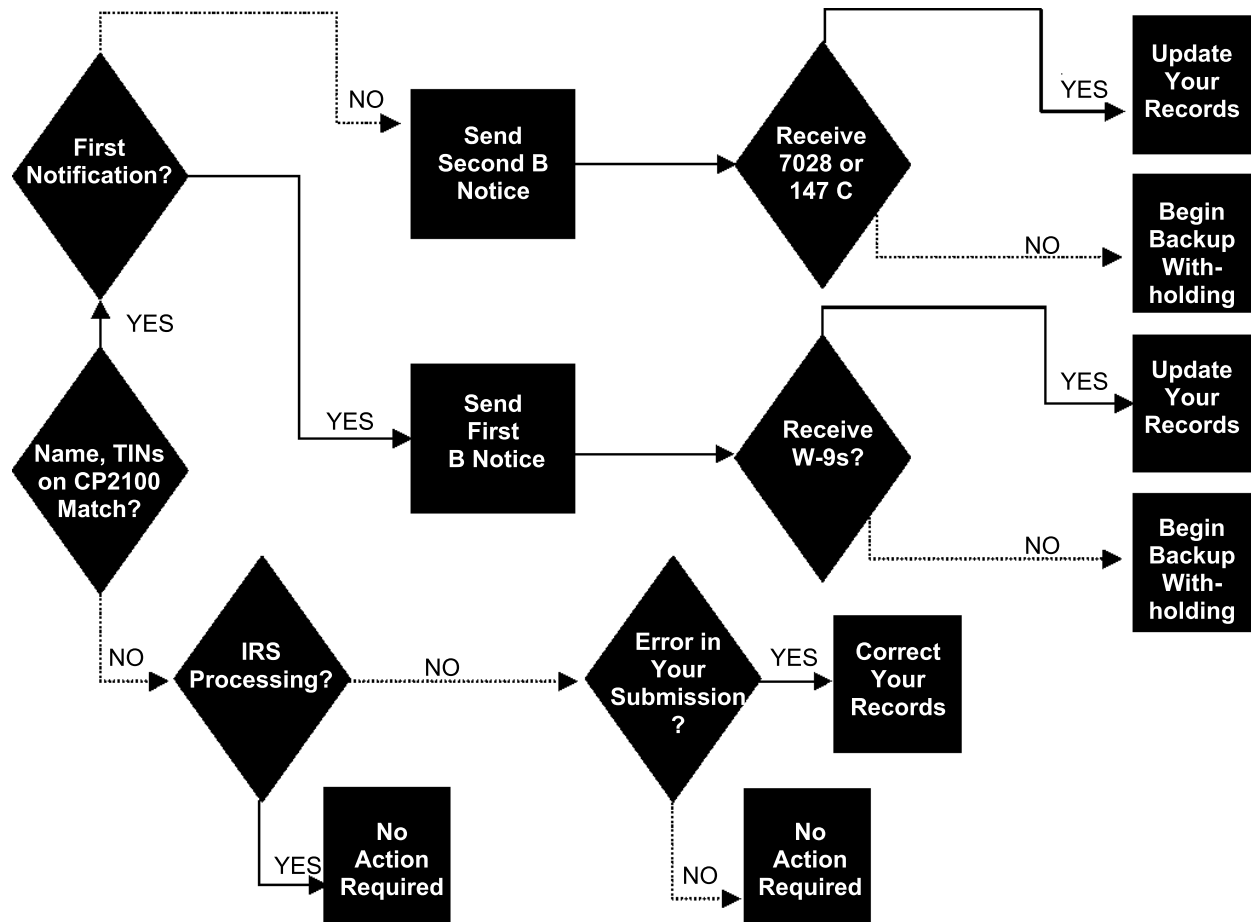 NO
First
Notification?
Send
Second B
Notice
Receive
7028 or
147 C
YES
Update
Your
Records
NO
Begin
Backup
With-
holding
YES
Name, TINs
on CP2100
Match?
YES
Send
First
B Notice
Receive
W-9s?
YES
Update
Your
Records
NO
Begin
Backup
With-
holding
NO
IRS
Processing?
NO
Error in
Your
Submission
?
YES
Correct
Your
Records
YES
No
Action
Required
NO
No
Action
Required